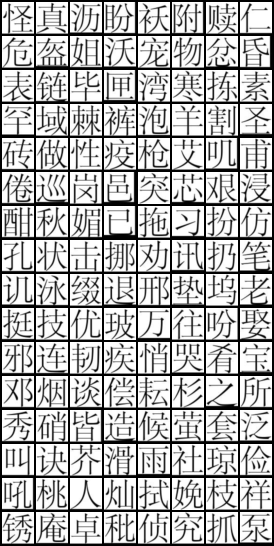 怪真沥盼袄附赎仁
危盔姐沃宠物忿昏
表链毕匣湾寒拣素
罕域棘裤泡羊割圣
砖做性疫枪艾叽甫
倦巡岗邑突芯艰浸
酣秋媚已拖习扮仿
孔状击挪劝讯扔笔
讥泳缀退邢垫坞老
挺技优玻万往吩娶
邪连韧疾悄哭肴宝
邓烟谈偿耘杉之所
秀硝皆造候萤套泛
叫诀芥滑雨社琼俭
吼桃人灿拭娩枝祥
锈庵卓秕侦究抓泵